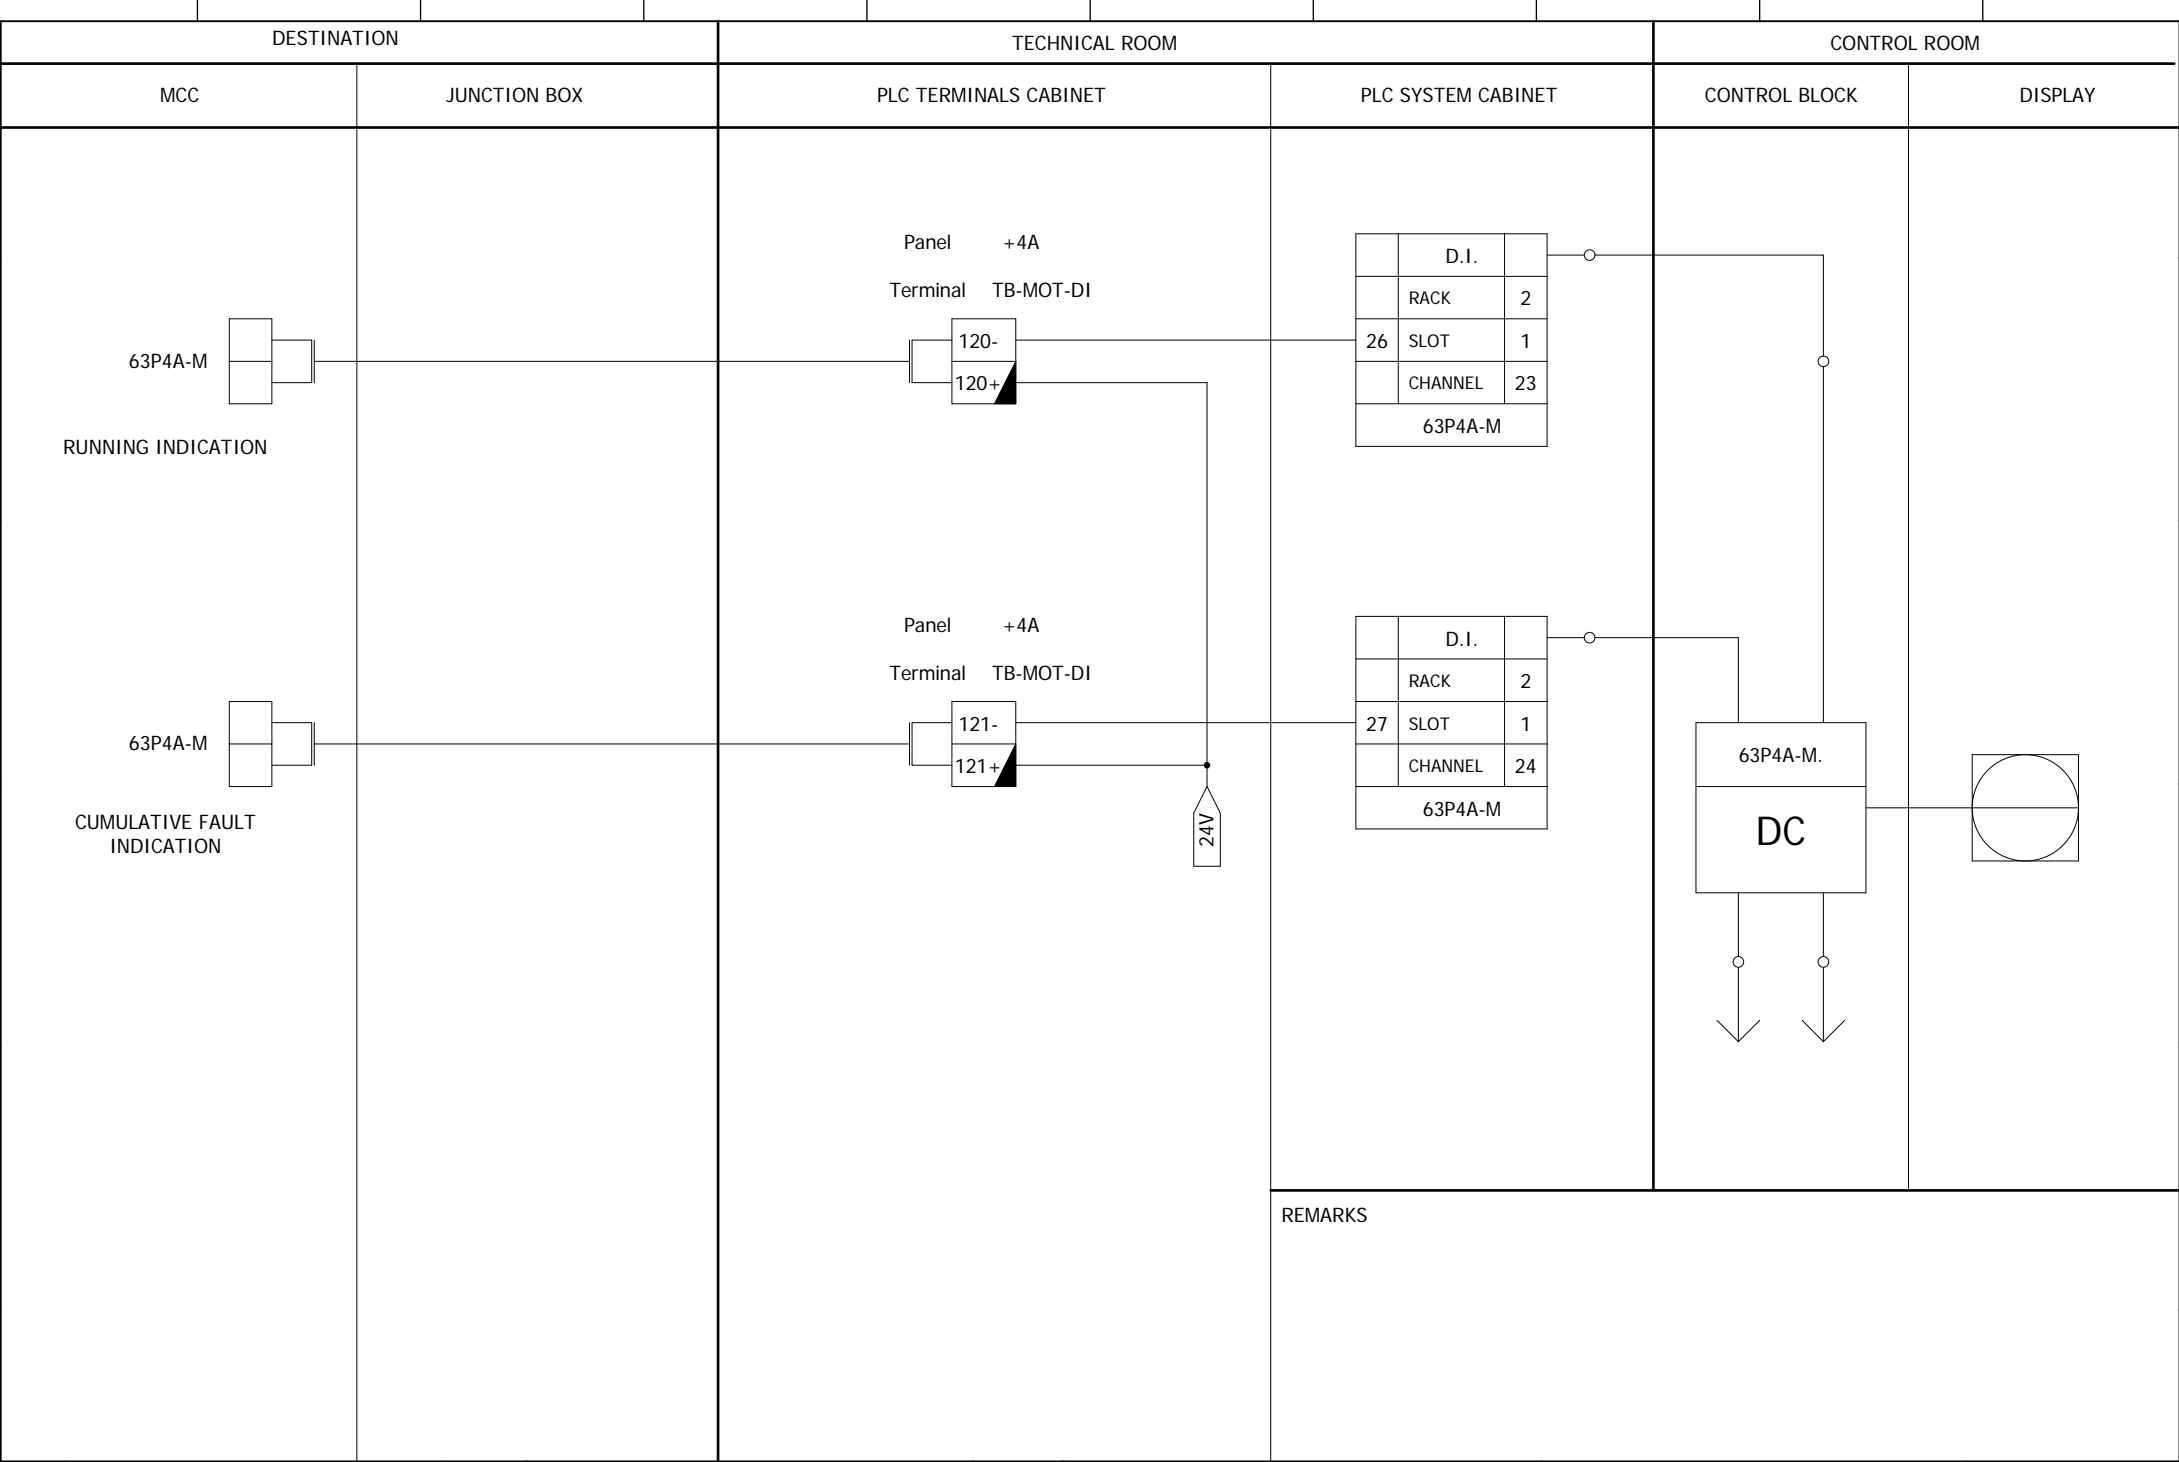 DESTINATION
TECHNICAL ROOM
CONTROL ROOM
MCC
JUNCTION BOX
PLC TERMINALS CABINET
PLC SYSTEM CABINET
CONTROL BLOCK
DISPLAY
63P4A-M
RUNNING INDICATION
Panel +4A
Terminal TB-MOT-DI
120-
120+
D.I.
RACK 2
26 SLOT 1
CHANNEL 23
63P4A-M
63P4A-M
CUMULATIVE FAULT
INDICATION
Panel +4A
Terminal TB-MOT-DI
121-
121+
24V
D.I.
RACK 2
27 SLOT 1
CHANNEL 24
63P4A-M
63P4A-M.
DC
REMARKS